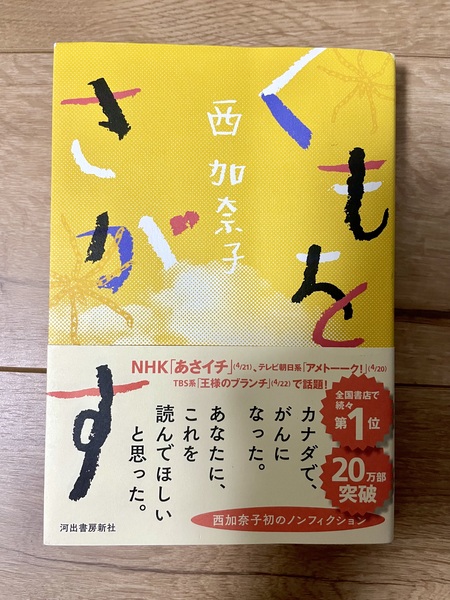 くもを
さがす
西加奈子
NHK「あさイチ」(4/21)、テレビ朝日系「アメトーーク!」(4/20)
TBS系「王様のブランチ」(4/22)で話題!
全国書店で
続々
第1位
20万部
突破
カナダで、
がんに
なった。
あなたに、
これを
読んでほしい
と思った。
西加奈子初のノンフィクション
河出書房新社